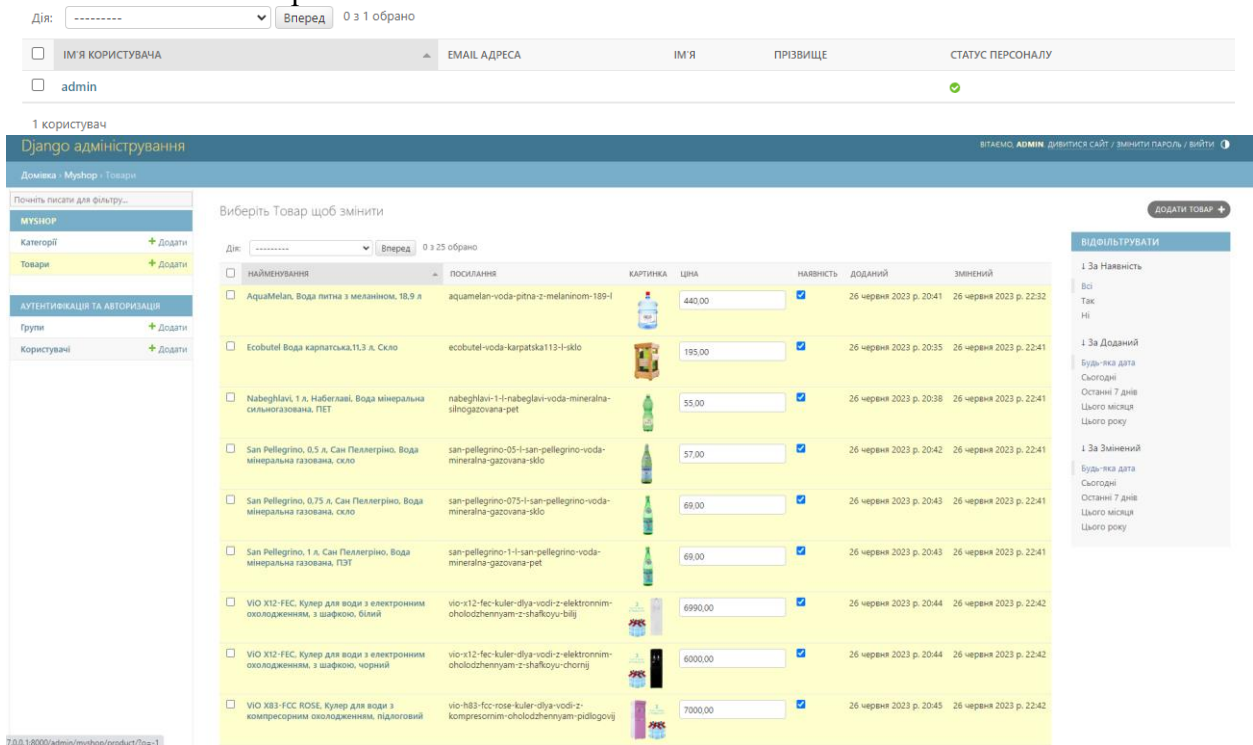 Дія: --------- Вперед 0 з 1 обрано
ІМ'Я КОРИСТУВАЧА EMAIL АДРЕСА ІМ'Я ПРІЗВИЩЕ СТАТУС ПЕРСОНАЛУ
admin
1 користувач
Django адміністрування
ВІТАЄМО, ADMIN. ДИВИТИСЯ САЙТ / ЗМІНИТИ ПАРОЛЬ / ВИЙТИ
Домівка › Myshop › Товари
Почніть писати для фільтру...
MYSHOP
Категорії + Додати
Товари + Додати
АУТЕНТИФІКАЦІЯ ТА АВТОРИЗАЦІЯ
Групи + Додати
Користувачі + Додати
Виберіть Товар щоб змінити
ДОДАТИ ТОВАР +
Дія: --------- Вперед 0 з 25 обрано
НАЙМЕНУВАННЯ ПОСИЛАННЯ КАРТИНКА ЦІНА НАЯВНІСТЬ ДОДАНИЙ ЗМІНЕНИЙ
AquaMelan, Вода питна з меланіном, 18,9 л aquamelan-voda-pitna-z-melaninom-189-l 440,00 26 червня 2023 р. 20:41 26 червня 2023 р. 22:32
Ecobutel Вода карпатська,11,3 л, Скло ecobutel-voda-karpatska113-l-sklo 195,00 26 червня 2023 р. 20:35 26 червня 2023 р. 22:41
Nabeghlavi, 1 л, Набеглаві, Вода мінеральна nabeghlavi-1-l-nabeglavi-voda-mineralna- 55,00 26 червня 2023 р. 20:38 26 червня 2023 р. 22:41
сильногазована, ПЕТ silnogazovana-pet
San Pellegrino, 0,5 л, Сан Пеллегріно, Вода san-pellegrino-05-l-san-pellegrino-voda- 57,00 26 червня 2023 р. 20:42 26 червня 2023 р. 22:41
мінеральна газована, скло mineralna-gazovana-sklo
San Pellegrino, 0,75 л, Сан Пеллегріно, Вода san-pellegrino-075-l-san-pellegrino-voda- 69,00 26 червня 2023 р. 20:43 26 червня 2023 р. 22:41
мінеральна газована, скло mineralna-gazovana-sklo
San Pellegrino, 1 л, Сан Пеллегріно, Вода san-pellegrino-1-l-san-pellegrino-voda- 69,00 26 червня 2023 р. 20:43 26 червня 2023 р. 22:41
мінеральна газована, ПЭТ mineralna-gazovana-pet
ViO X12-FEC, Кулер для води з електронним vio-x12-fec-kuler-dlya-vodi-z-elektronnim- 6990,00 26 червня 2023 р. 20:44 26 червня 2023 р. 22:42
охолодженням, з шафкою, білий oholodzhennyam-z-shafkoyu-bilij
ViO X12-FEC, Кулер для води з електронним vio-x12-fec-kuler-dlya-vodi-z-elektronnim- 6000,00 26 червня 2023 р. 20:44 26 червня 2023 р. 22:42
охолодженням, з шафкою, чорний oholodzhennyam-z-shafkoyu-chornij
ViO X83-FCC ROSE, Кулер для води з vio-h83-fcc-rose-kuler-dlya-vodi-z- 7000,00 26 червня 2023 р. 20:45 26 червня 2023 р. 22:42
компресорним охолодженням, підлоговий kompresornim-oholodzhennyam-pidlogovij
ВІДФІЛЬТРУВАТИ
↓ За Наявність
Всі
Так
Ні
↓ За Доданий
Будь-яка дата
Сьогодні
Останні 7 днів
Цього місяця
Цього року
↓ За Змінений
Будь-яка дата
Сьогодні
Останні 7 днів
Цього місяця
Цього року